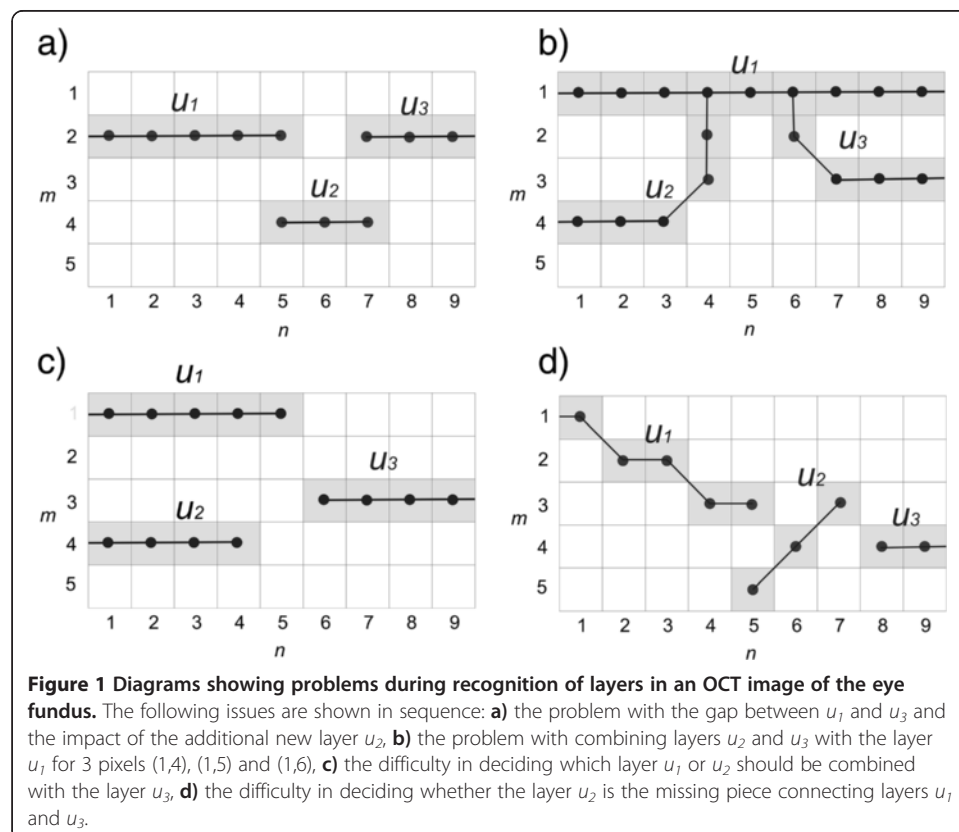 a)
1
2
m 3
4
5
u1
u3
u2
1 2 3 4 5 6 7 8 9
n
b)
u1
1
2
m 3
4
5
u3
u2
1 2 3 4 5 6 7 8 9
n
c)
u1
1
2
u3
m 3
u2
4
5
1 2 3 4 5 6 7 8 9
n
d)
1
u1
2
u2
m 3
u3
4
5
1 2 3 4 5 6 7 8 9
n
Figure 1 Diagrams showing problems during recognition of layers in an OCT image of the eye
fundus. The following issues are shown in sequence: a) the problem with the gap between u1 and u3 and
the impact of the additional new layer u2, b) the problem with combining layers u2 and u3 with the layer
u1 for 3 pixels (1,4), (1,5) and (1,6), c) the difficulty in deciding which layer u1 or u2 should be combined
with the layer u3, d) the difficulty in deciding whether the layer u2 is the missing piece connecting layers u1
and u3.